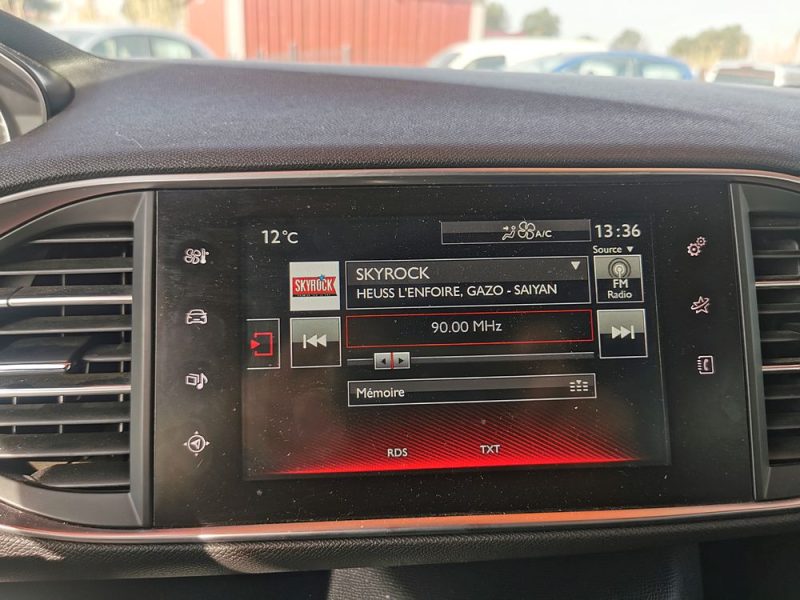 12°C
A/C
13:36
Source
SKYROCK
SKYROCK
HEUSS L'ENFOIRE, GAZO - SAIYAN
FM
Radio
90.00 MHz
Mémoire
RDS
TXT